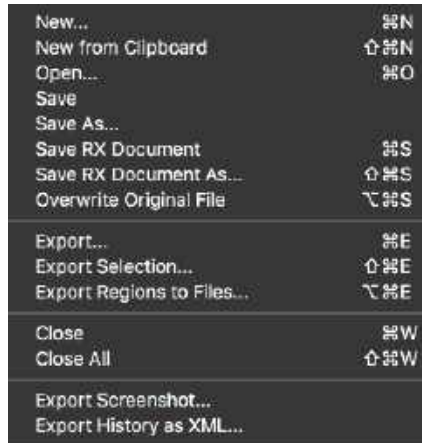 New... ⌘N
New from Clipboard ⇧⌘N
Open... ⌘O
Save
Save As...
Save RX Document ⌘S
Save RX Document As... ⇧⌘S
Overwrite Original File ⌥⌘S
Export... ⌘E
Export Selection... ⇧⌘E
Export Regions to Files... ⌥⌘E
Close ⌘W
Close All ⇧⌘W
Export Screenshot...
Export History as XML...